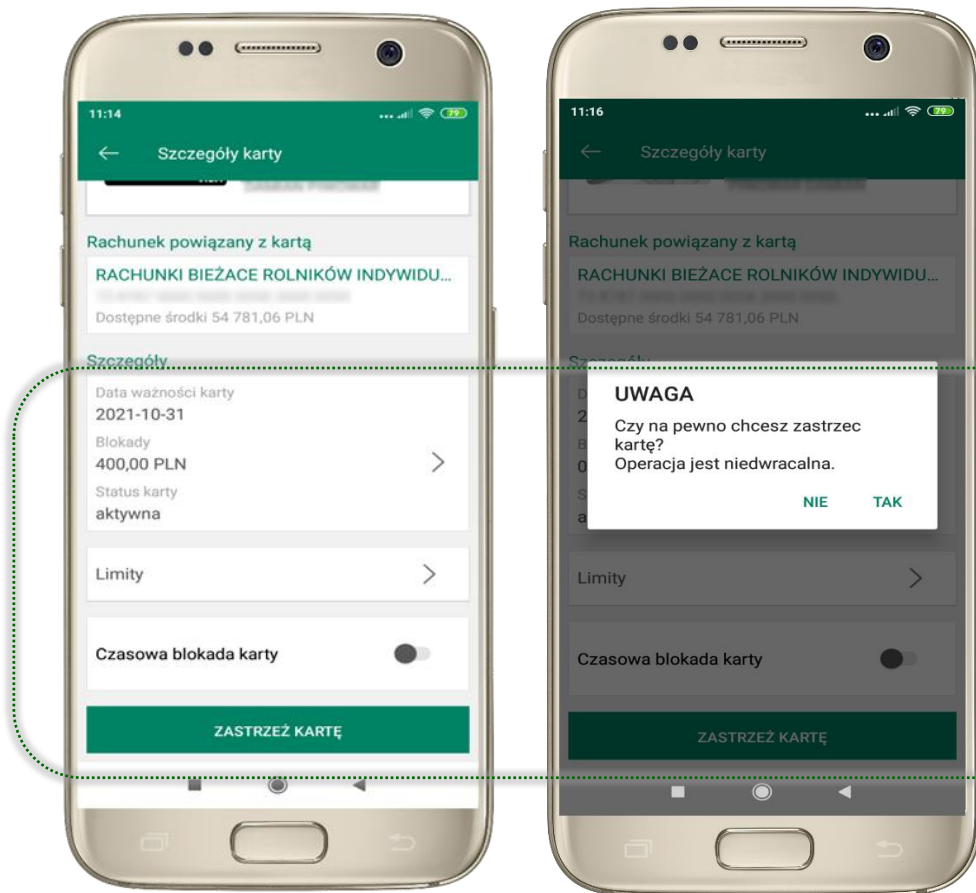 11:14
79
Szczegóły karty
Rachunek powiązany z kartą
RACHUNKI BIEŻACE ROLNIKÓW INDYWIDU...
Dostępne środki 54 781,06 PLN
Szczegóły
Data ważności karty
2021-10-31
Blokady
400,00 PLN
Status karty
aktywna
Limity
Czasowa blokada karty
ZASTRZEŻ KARTĘ
11:16
79
Szczegóły karty
Rachunek powiązany z kartą
RACHUNKI BIEŻACE ROLNIKÓW INDYWIDU...
Dostępne środki 54 781,06 PLN
Szczegóły
UWAGA
Czy na pewno chcesz zastrzec
kartę?
Operacja jest niedwracalna.
NIE TAK
Limity
Czasowa blokada karty
ZASTRZEŻ KARTĘ